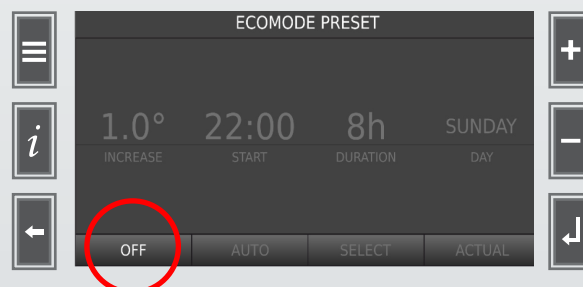 ECOMODE PRESET
i
1.0° 22:00 8h SUNDAY
INCREASE START DURATION DAY
OFF AUTO SELECT ACTUAL